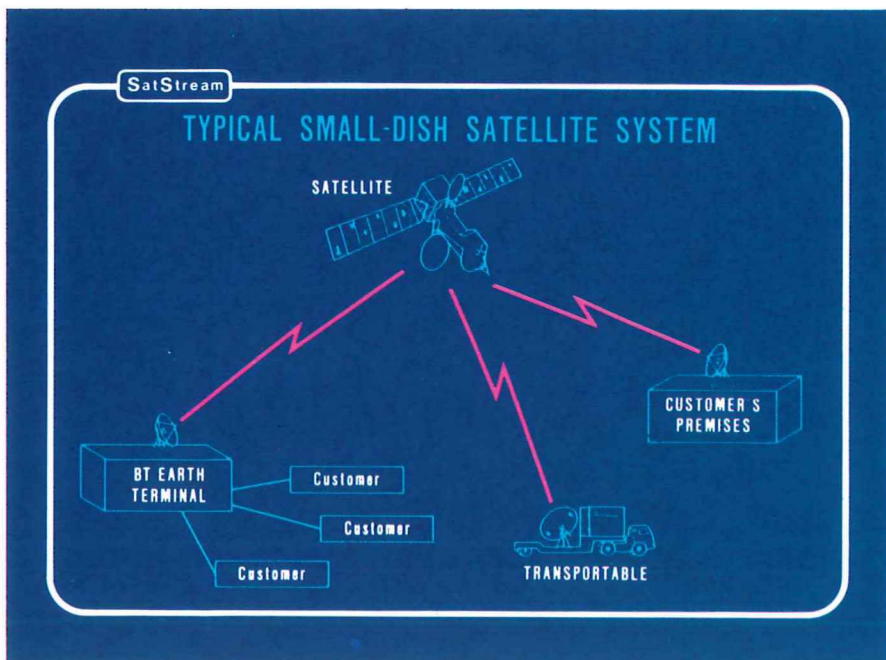 SatStream
TYPICAL SMALL-DISH SATELLITE SYSTEM
SATELLITE
CUSTOMER S
PREMISES
BT EARTH
TERMINAL
Customer
Customer
Customer
TRANSPORTABLE